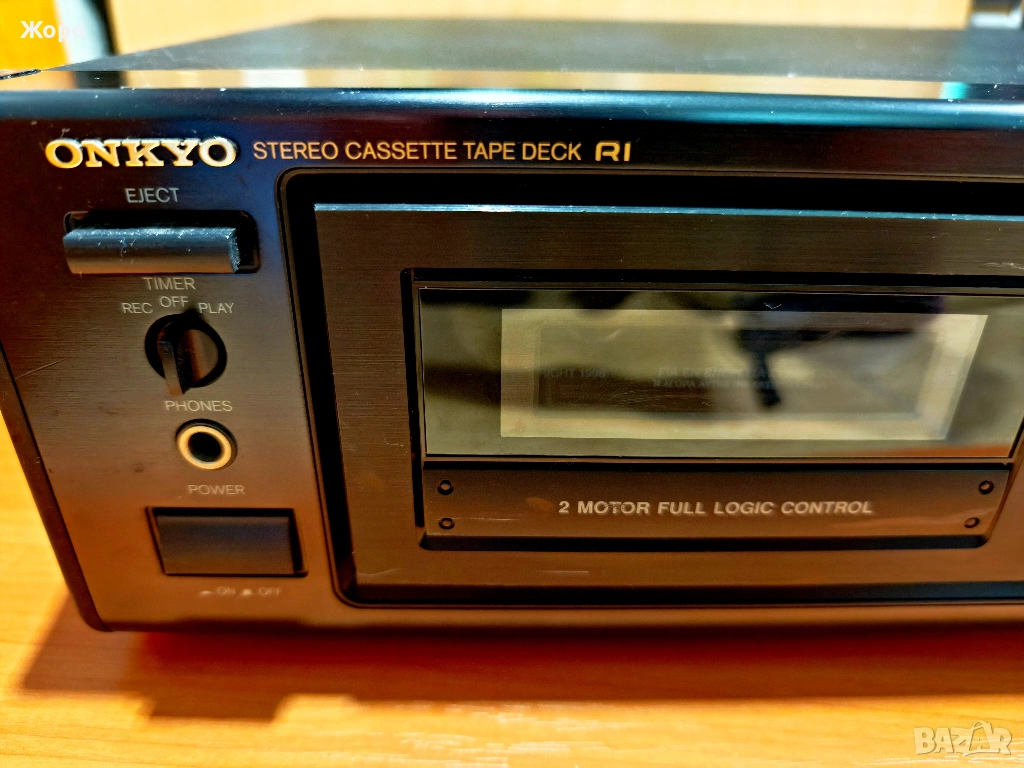 Жоро
ONKYO STEREO CASSETTE TAPE DECK RI
EJECT
TIMER
REC OFF PLAY
PHONES
POWER
ON OFF
2 MOTOR FULL LOGIC CONTROL
BAZAR